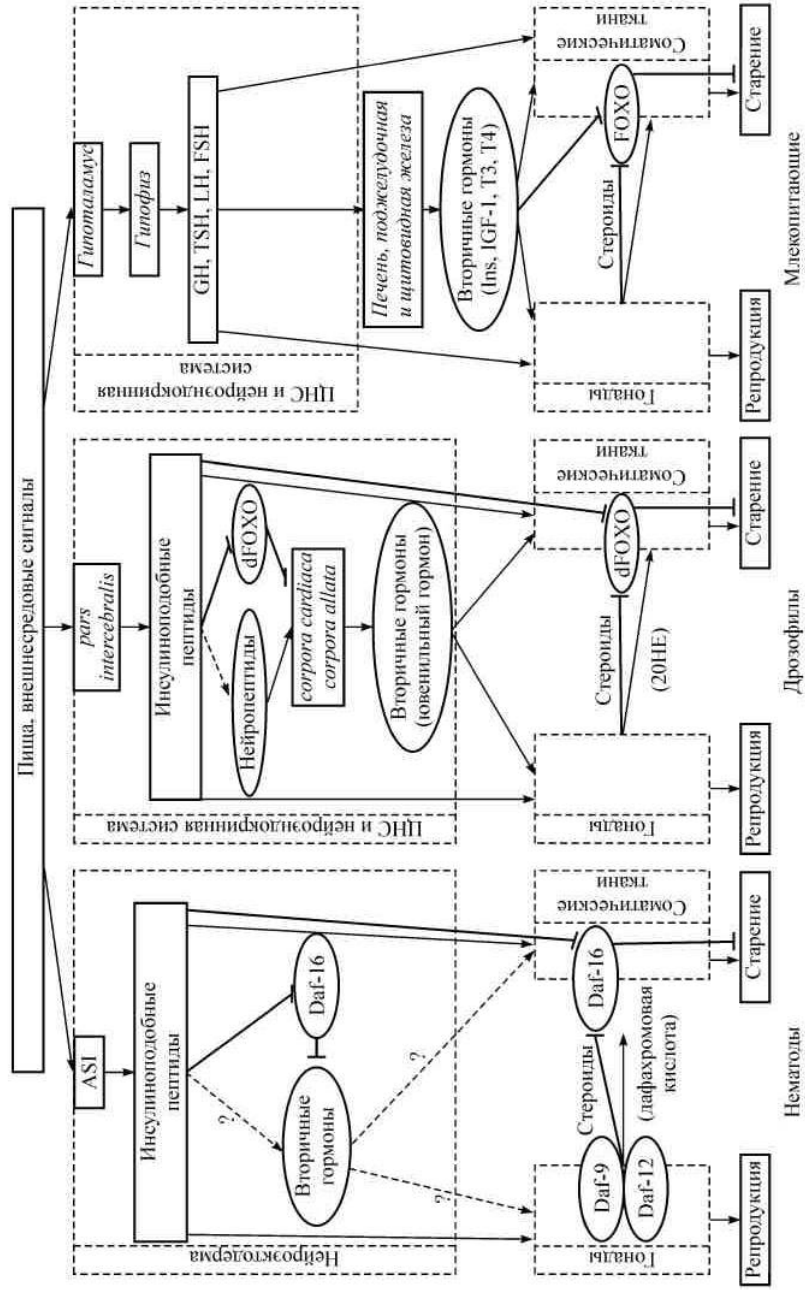 Пища, внешнесредовые сигналы
ASI
Инсулиноподобные
пептиды
?
Daf-16
Вторичные
гормоны
?
?
Нейроэктодерма
Гонады
Daf-9
Daf-12
Стероиды
(дафахромовая
кислота)
Daf-16
Соматические
ткани
Репродукция
Старение
Нематоды
pars
intercebralis
Инсулиноподобные
пептиды
Нейропептиды
dFOXO
corpora cardiaca
corpora allata
Вторичные гормоны
(ювенильный гормон)
ЦНС и нейроэндокринная система
Гонады
Стероиды
(20HE)
dFOXO
Соматические
ткани
Репродукция
Старение
Дрозофилы
Гипоталамус
Гипофиз
GH, TSH, LH, FSH
ЦНС и нейроэндокринная
система
Печень, поджелудочная
и щитовидная железа
Вторичные гормоны
(Ins, IGF-1, T3, T4)
Гонады
Стероиды
FOXO
Соматические
ткани
Репродукция
Старение
Млекопитающие